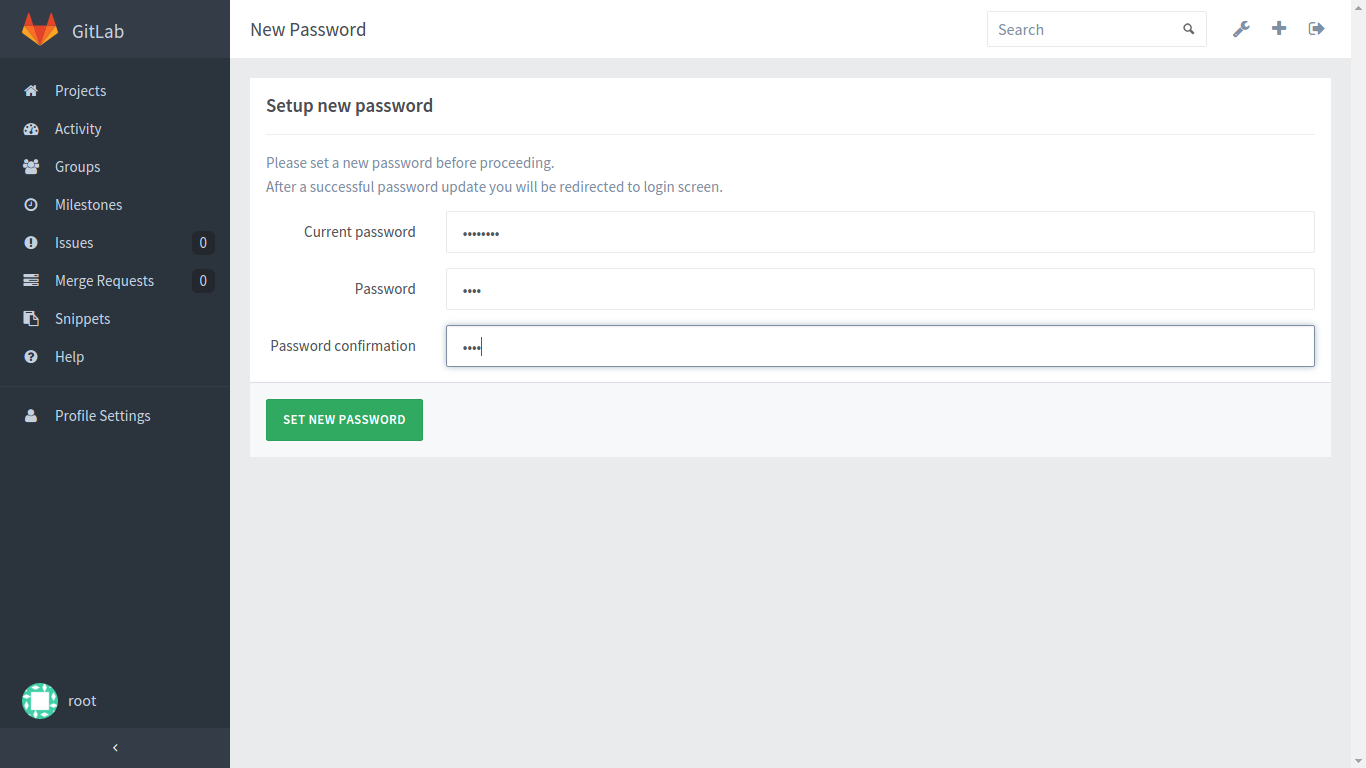 GitLab
New Password
Search
Projects
Activity
Groups
Milestones
Issues 0
Merge Requests 0
Snippets
Help
Profile Settings
root
Setup new password
Please set a new password before proceeding.
After a successful password update you will be redirected to login screen.
Current password ••••••••
Password ••••
Password confirmation ••••
SET NEW PASSWORD